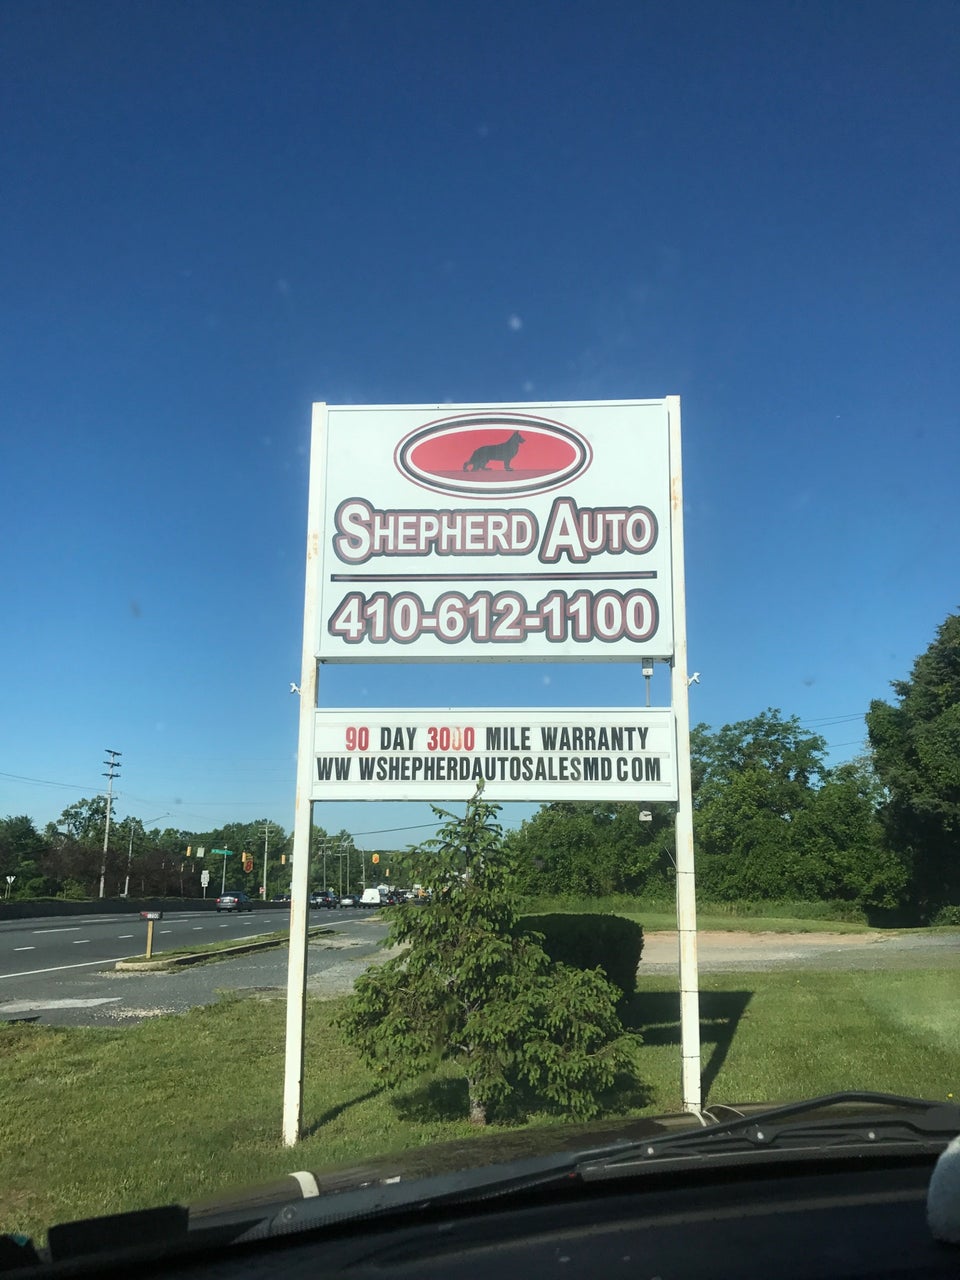 SHEPHERD AUTO
410-612-1100
90 DAY 3000 MILE WARRANTY
WW WSHEPHERDAUTOSALESMD COM